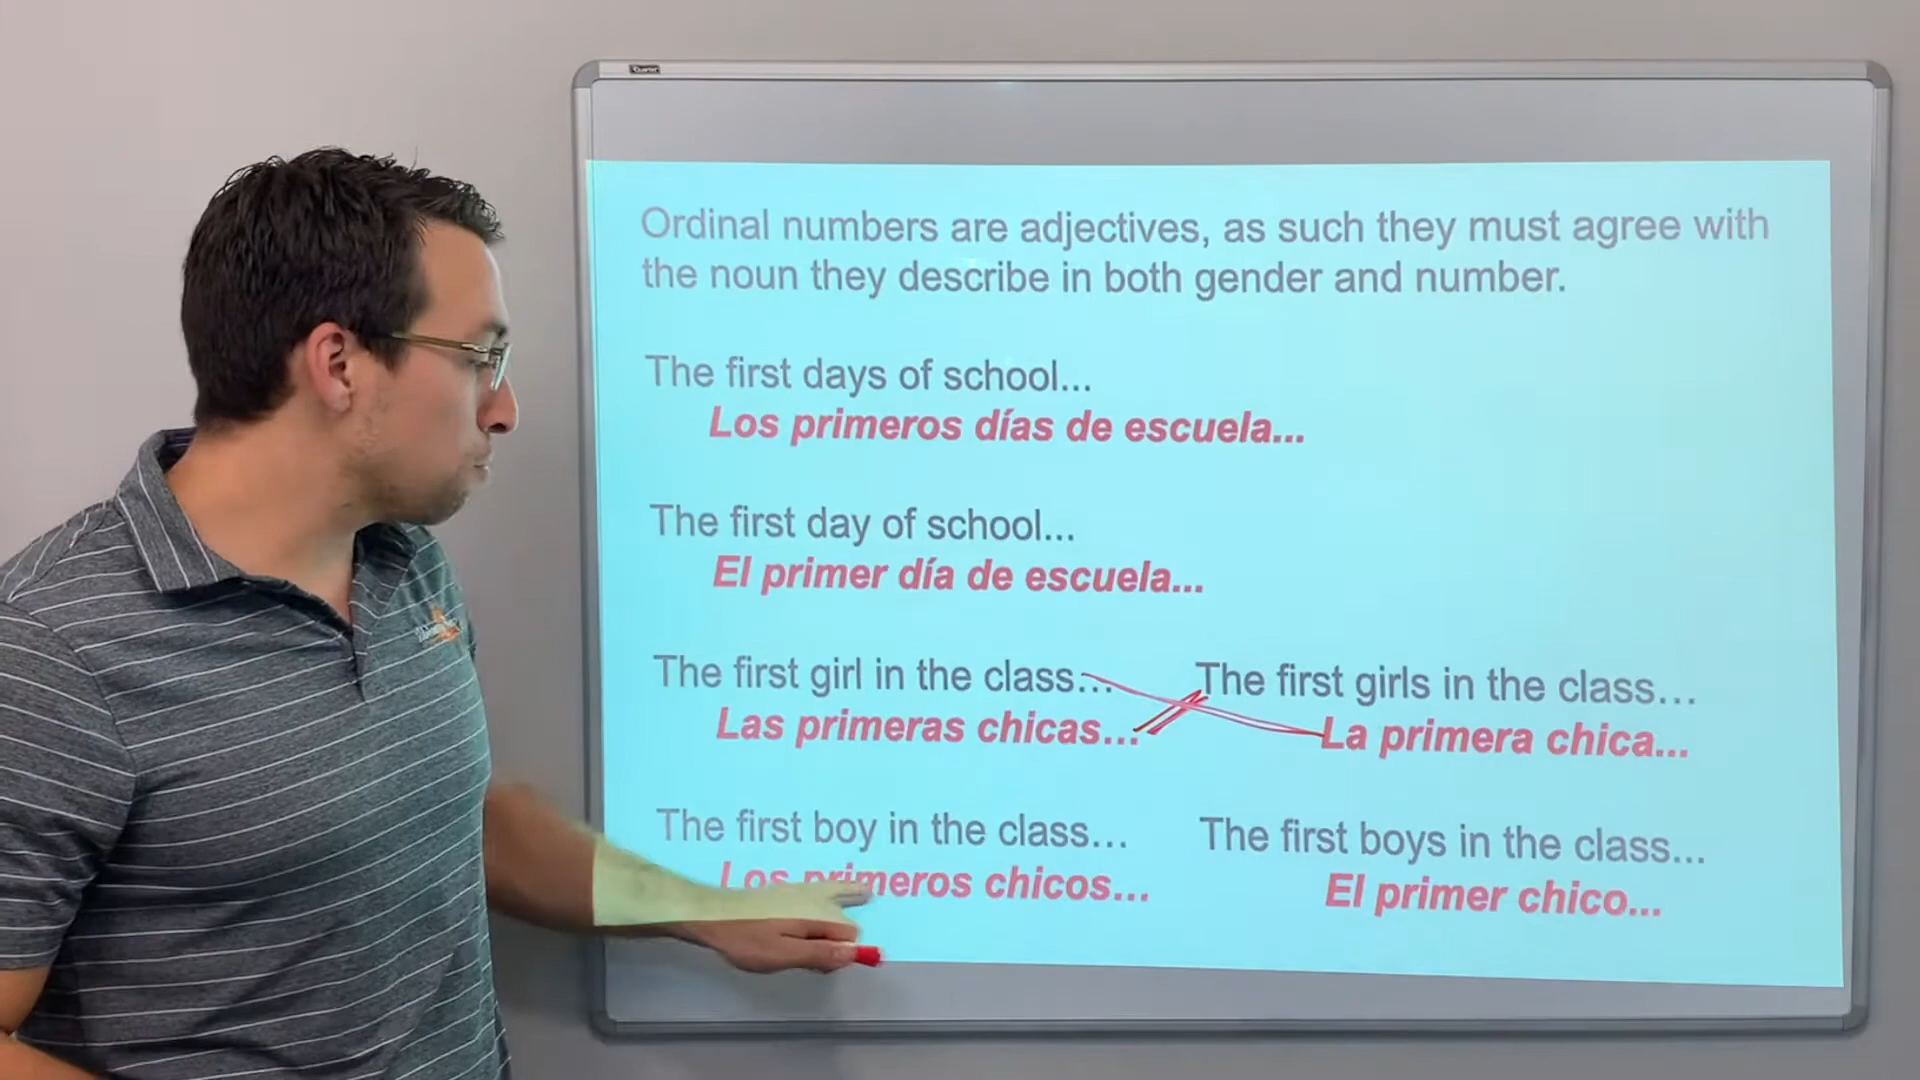 Ordinal numbers are adjectives, as such they must agree with
the noun they describe in both gender and number.
The first days of school...
Los primeros días de escuela...
The first day of school...
El primer día de escuela...
The first girl in the class...
Las primeras chicas...
The first girls in the class...
La primera chica...
The first boy in the class...
Los primeros chicos...
The first boys in the class...
El primer chico...